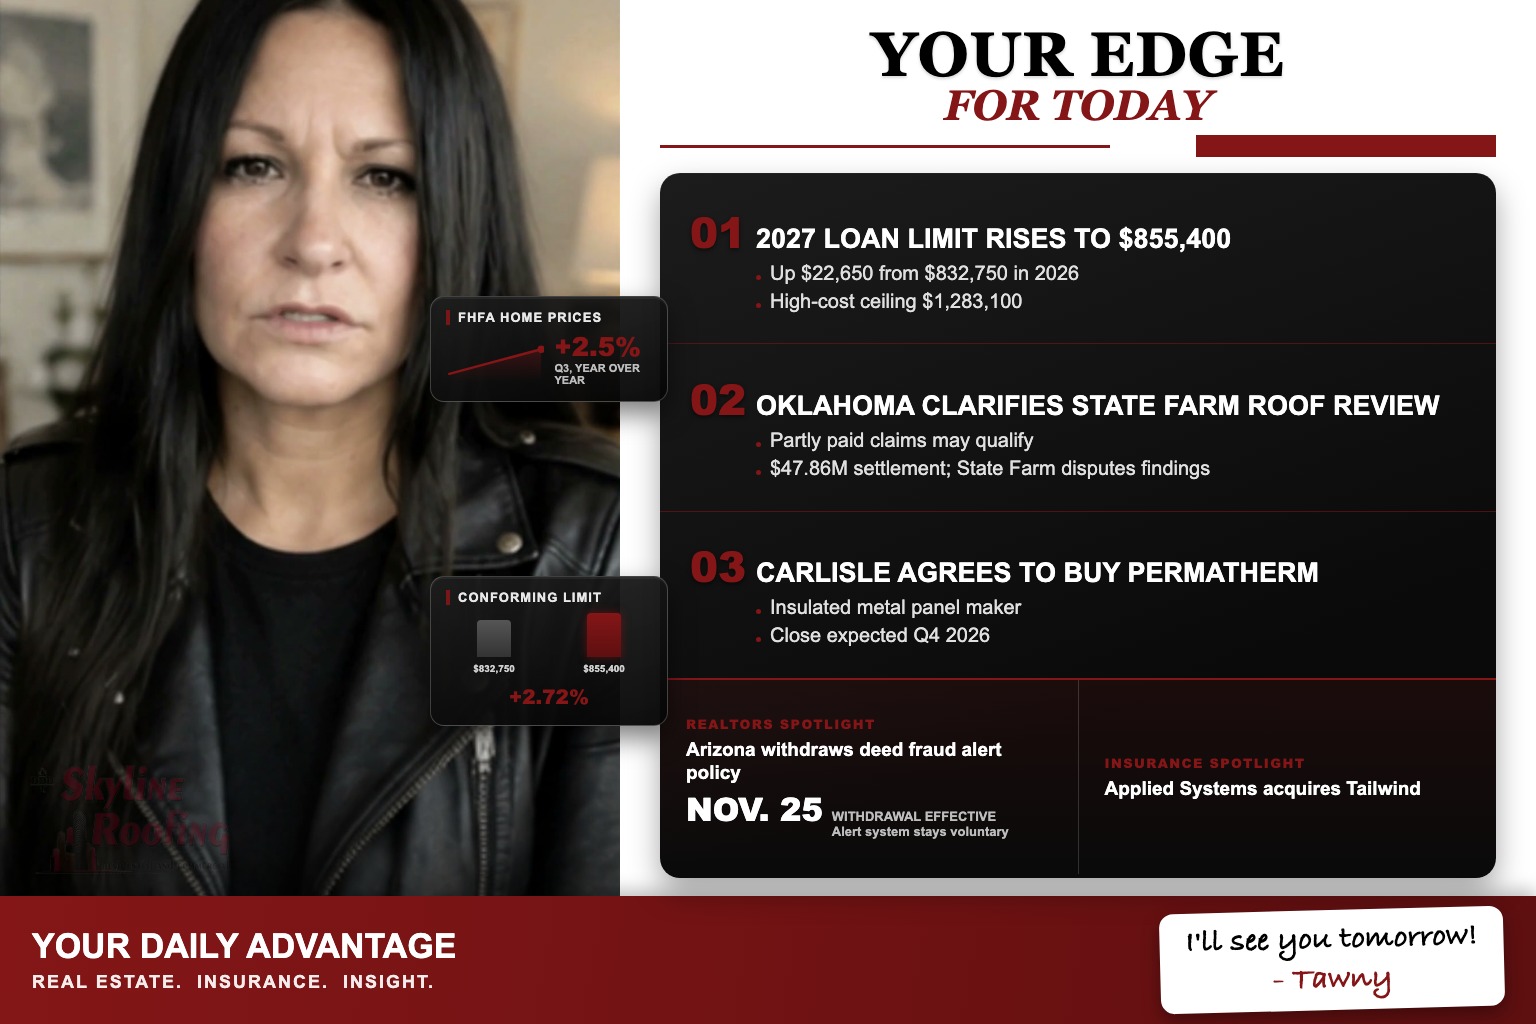 YOUR EDGE
FOR TODAY
01 2027 LOAN LIMIT RISES TO $855,400
Up $22,650 from $832,750 in 2026
High-cost ceiling $1,283,100
FHFA HOME PRICES
+2.5%
Q3, YEAR OVER
YEAR
02 OKLAHOMA CLARIFIES STATE FARM ROOF REVIEW
Partly paid claims may qualify
$47.86M settlement; State Farm disputes findings
03 CARLISLE AGREES TO BUY PERMATHERM
Insulated metal panel maker
Close expected Q4 2026
CONFORMING LIMIT
$832,750 $855,400
+2.72%
REALTORS SPOTLIGHT
Arizona withdraws deed fraud alert
policy
NOV. 25 WITHDRAWAL EFFECTIVE
Alert system stays voluntary
INSURANCE SPOTLIGHT
Applied Systems acquires Tailwind
Skyline
Roofing
YOUR DAILY ADVANTAGE
REAL ESTATE. INSURANCE. INSIGHT.
I'll see you tomorrow!
- Tawny